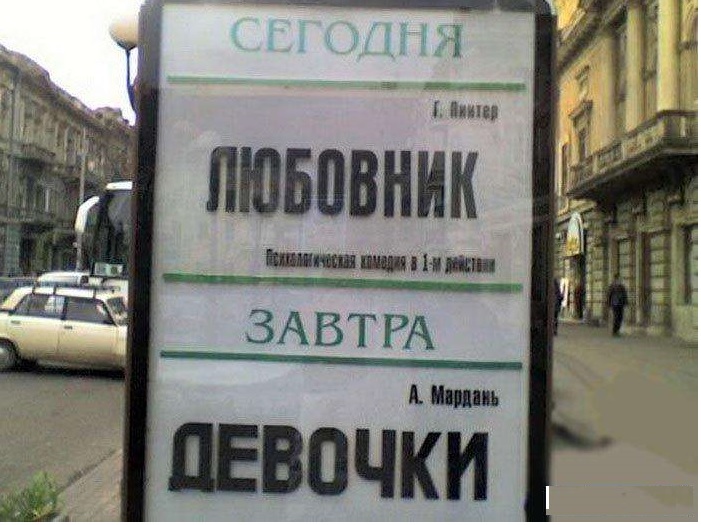 СЕГОДНЯ
Г. Пинтер
ЛЮБОВНИК
Психологическая комедия в 1-м действии
ЗАВТРА
А. Мардань
ДЕВОЧКИ